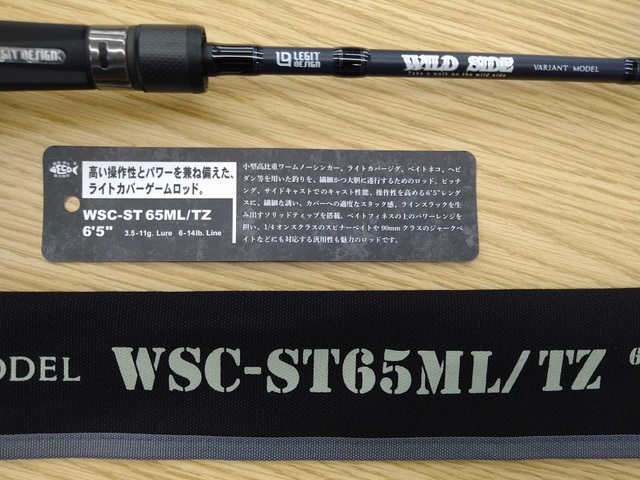 LEGIT DESIGN
LEGIT DESIGN
WILD SIDE
Take a walk on the wild side
VARIANT MODEL
高い操作性とパワーを兼ね備えた、
ライトカバーゲームロッド。
WSC-ST 65ML/TZ
6'5" 3.5-11g. Lure 6-14lb. Line
小型高比重ワームノーシンカー、ライトカバージグ、ベイトネコ、ヘビ
ダン等を用いた釣りを、繊細かつ大胆に遂行するためのロッド。ピッチ
ング、サイドキャストでのキャスト性能、操作性を高める6'5"レング
スに、繊細な誘い、カバーへの適度なスタック感、ラインスラックを生
み出すソリッドティップを搭載。ベイトフィネスの上のパワーレンジを
担い、1/4オンスクラスのスピナーベイトや90mmクラスのジャークベ
イトなどにも対応する汎用性も魅力のロッドです。
MODEL WSC-ST65ML/TZ 6